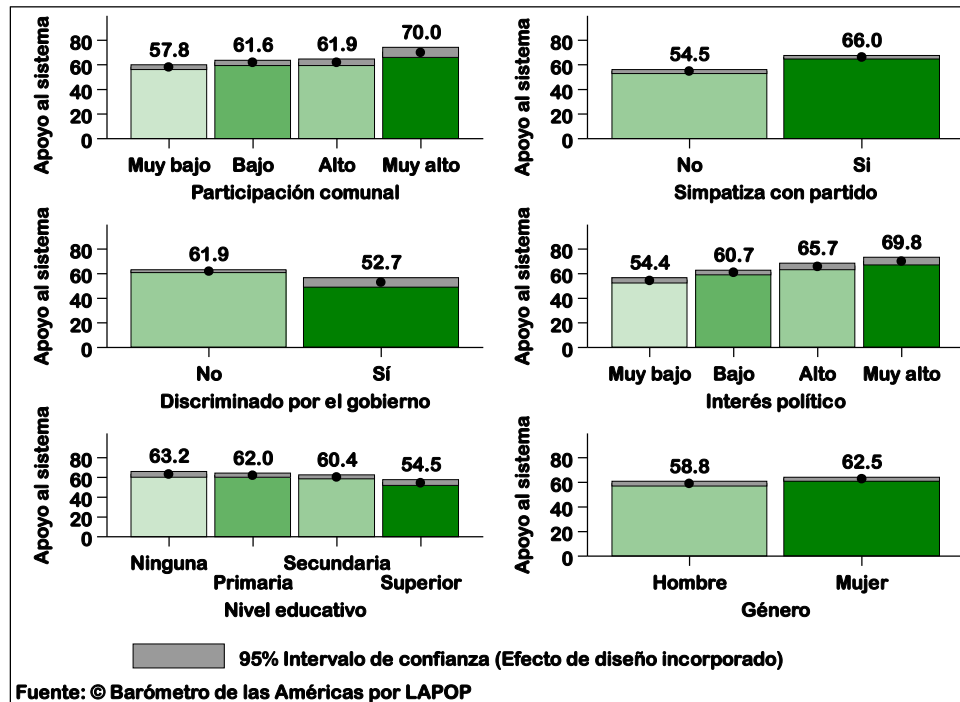 Apoyo al sistema
80
60
40
20
0
57.8
61.6
61.9
70.0
Muy bajo
Bajo
Alto
Muy alto
Participación comunal
Apoyo al sistema
80
60
40
20
0
54.5
66.0
No
Si
Simpatiza con partido
Apoyo al sistema
80
60
40
20
0
61.9
52.7
No
Sí
Discriminado por el gobierno
Apoyo al sistema
80
60
40
20
0
54.4
60.7
65.7
69.8
Muy bajo
Bajo
Alto
Muy alto
Interés político
Apoyo al sistema
80
60
40
20
0
63.2
62.0
60.4
54.5
Ninguna
Primaria
Secundaria
Superior
Nivel educativo
Apoyo al sistema
80
60
40
20
0
58.8
62.5
Hombre
Mujer
Género
95% Intervalo de confianza (Efecto de diseño incorporado)
Fuente: © Barómetro de las Américas por LAPOP